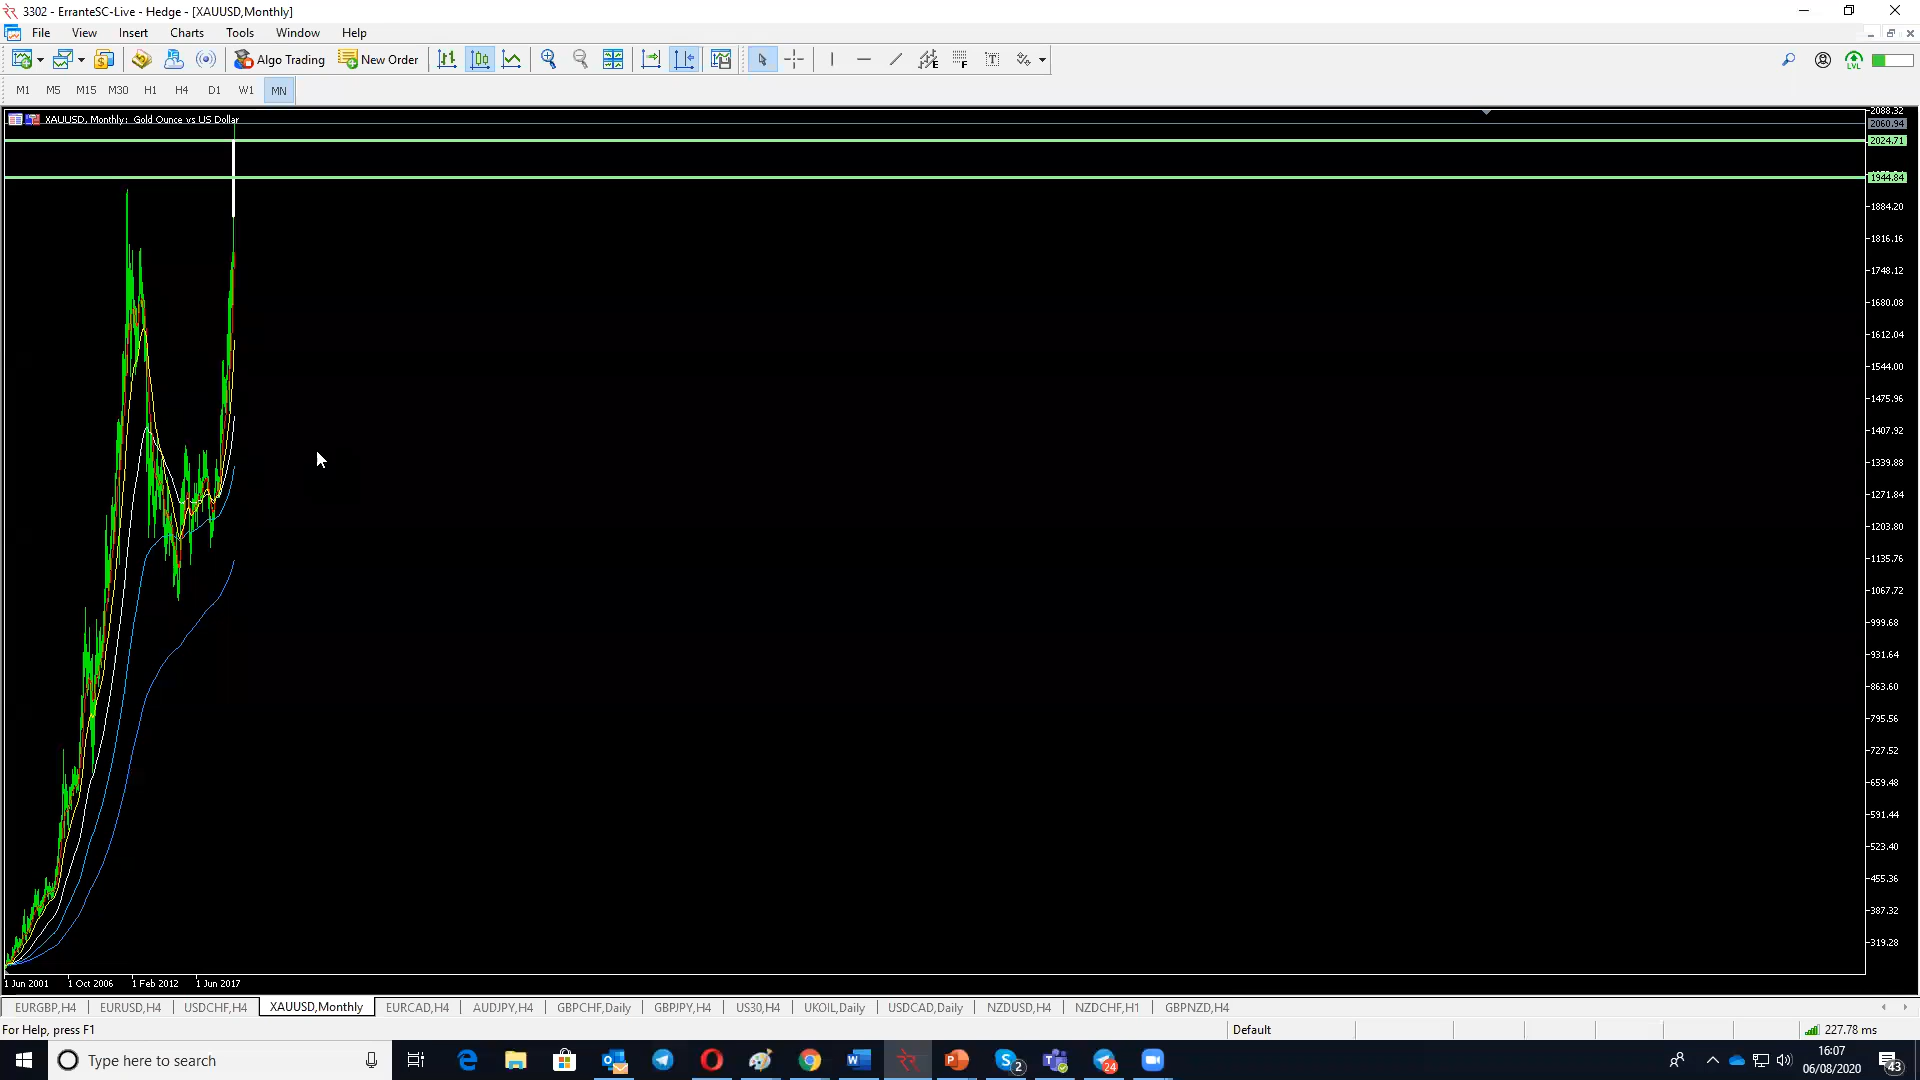 3302 - ErranteSC-Live - Hedge - [XAUUSD,Monthly]
File View Insert Charts Tools Window Help
Algo Trading New Order
E F T LVL
M1 M5 M15 M30 H1 H4 D1 W1 MN
XAUUSD, Monthly: Gold Ounce vs US Dollar
2088.32
2060.94
2024.71
1944.84
1884.20
1816.16
1748.12
1680.08
1612.04
1544.00
1475.96
1407.92
1339.88
1271.84
1203.80
1135.76
1067.72
999.68
931.64
863.60
795.56
727.52
659.48
591.44
523.40
455.36
387.32
319.28
1 Jun 2001 1 Oct 2006 1 Feb 2012 1 Jun 2017
EURGBP,H4 EURUSD,H4 USDCHF,H4 XAUUSD,Monthly EURCAD,H4 AUDJPY,H4 GBPCHF,Daily GBPJPY,H4 US30,H4 UKOIL,Daily USDCAD,Daily NZDUSD,H4 NZDCHF,H1 GBPNZD,H4
For Help, press F1 Default 227.78 ms
Type here to search 2 24 16:07
06/08/2020 43